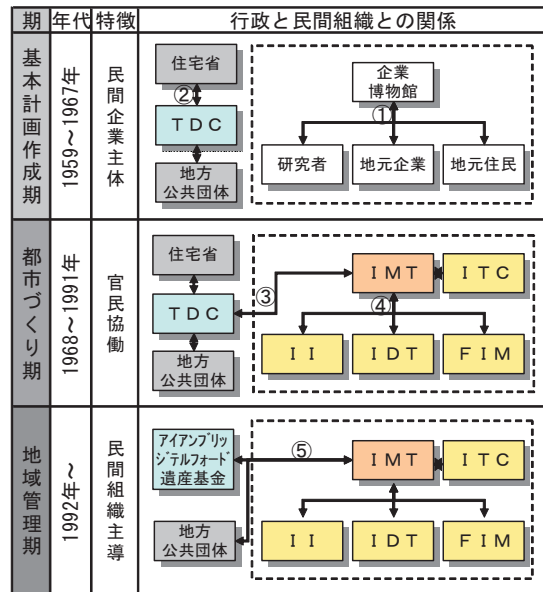 期 年代 特徴 行政と民間組織との関係
基本計画作成期
1959～1967年
民間企業主体
住宅省
②
ＴＤＣ
地方
公共団体
企業
博物館
①
研究者 地元企業 地元住民
都市づくり期
1968～1991年
官民協働
住宅省
ＴＤＣ
地方
公共団体
③
ＩＭＴ ＩＴＣ
④
ＩＩ ＩＤＴ ＦＩＭ
地域管理期
1992年～
民間組織主導
アイアンブリッ
ジテルフォード
遺産基金
地方
公共団体
⑤
ＩＭＴ ＩＴＣ
ＩＩ ＩＤＴ ＦＩＭ